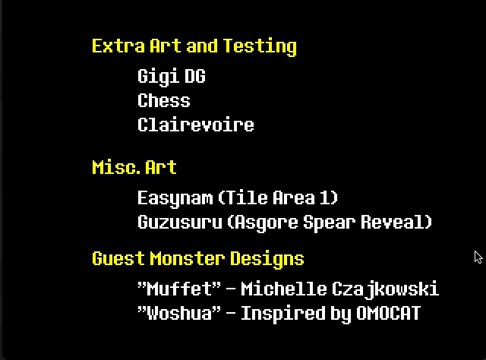 Extra Art and Testing
Gigi DG
Chess
Clairevoire
Misc. Art
Easynam (Tile Area 1)
Guzusuru (Asgore Spear Reveal)
Guest Monster Designs
”Muffet” - Michelle Czajkowski
”Woshua” - Inspired by OMOCAT